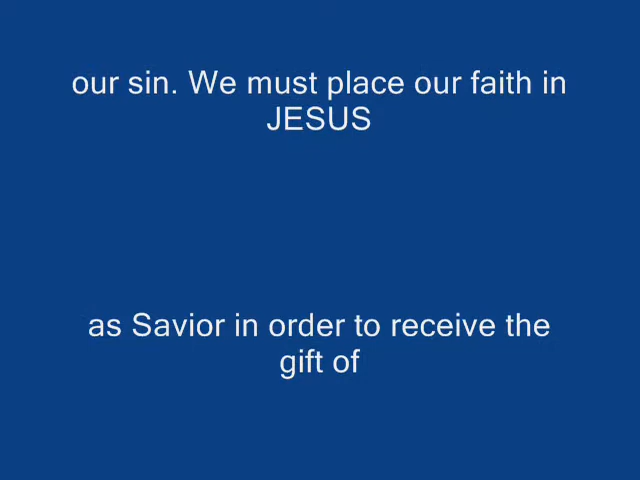 our sin. We must place our faith in
JESUS
as Savior in order to receive the
gift of